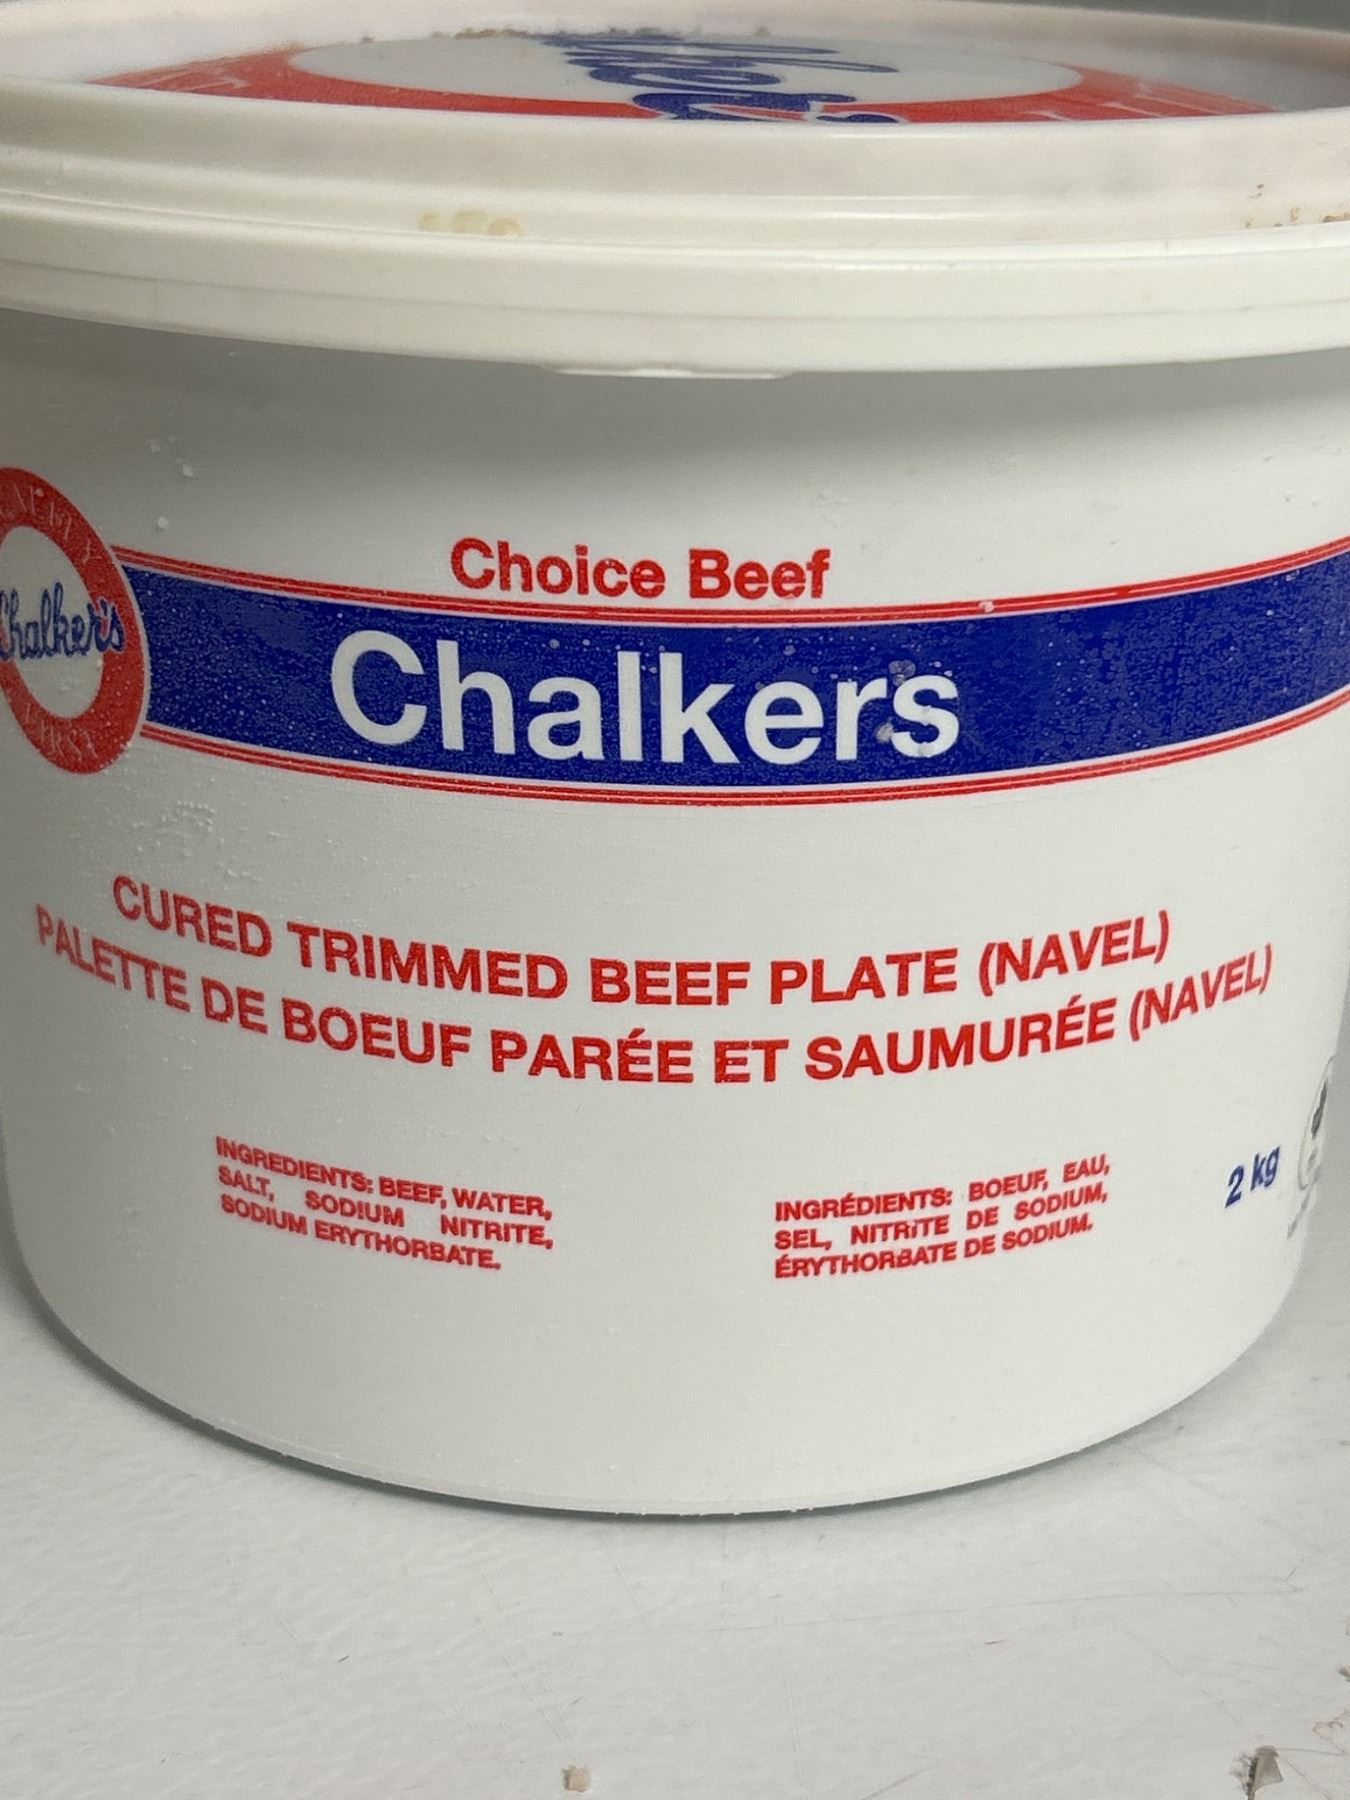 Choice Beef
Chalker's
Chalkers
CURED TRIMMED BEEF PLATE (NAVEL)
PALETTE DE BOEUF PARÉE ET SAUMURÉE (NAVEL)
INGREDIENTS: BEEF, WATER,
SALT, SODIUM NITRITE,
SODIUM ERYTHORBATE.
INGRÉDIENTS: BOEUF, EAU,
SEL, NITRITE DE SODIUM,
ÉRYTHORBATE DE SODIUM.
2 kg